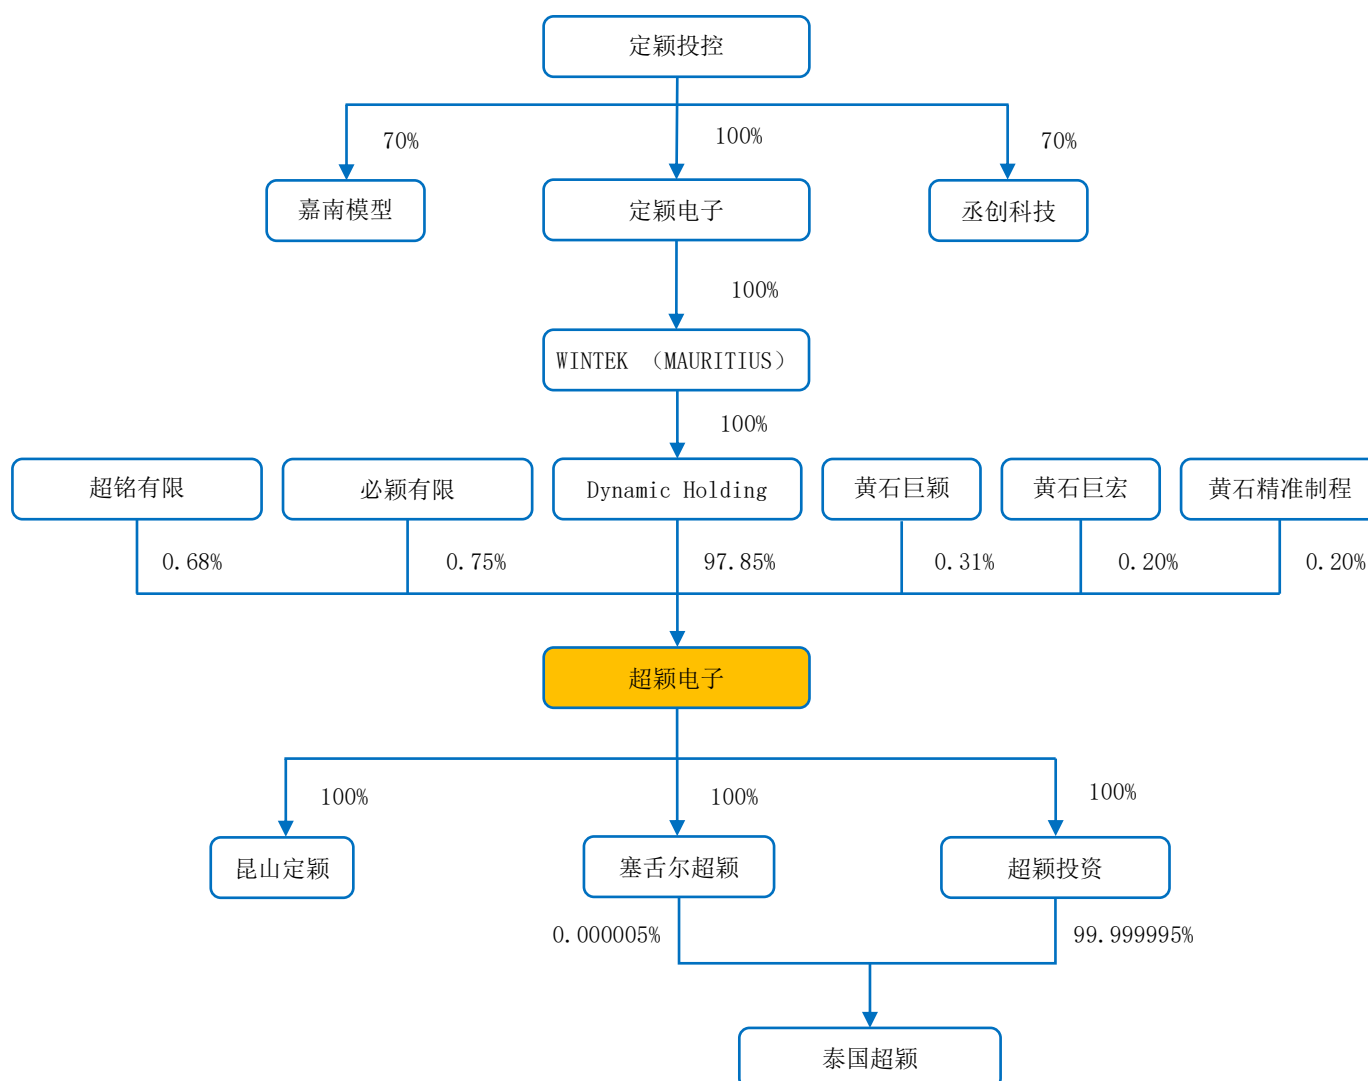 定颖投控
70%
100%
70%
嘉南模型
定颖电子
丞创科技
100%
WINTEK （MAURITIUS）
100%
超铭有限
必颖有限
Dynamic Holding
黄石巨颖
黄石巨宏
黄石精准制程
0.68%
0.75%
97.85%
0.31%
0.20%
0.20%
超颖电子
100%
100%
100%
昆山定颖
塞舌尔超颖
超颖投资
0.000005%
99.999995%
泰国超颖